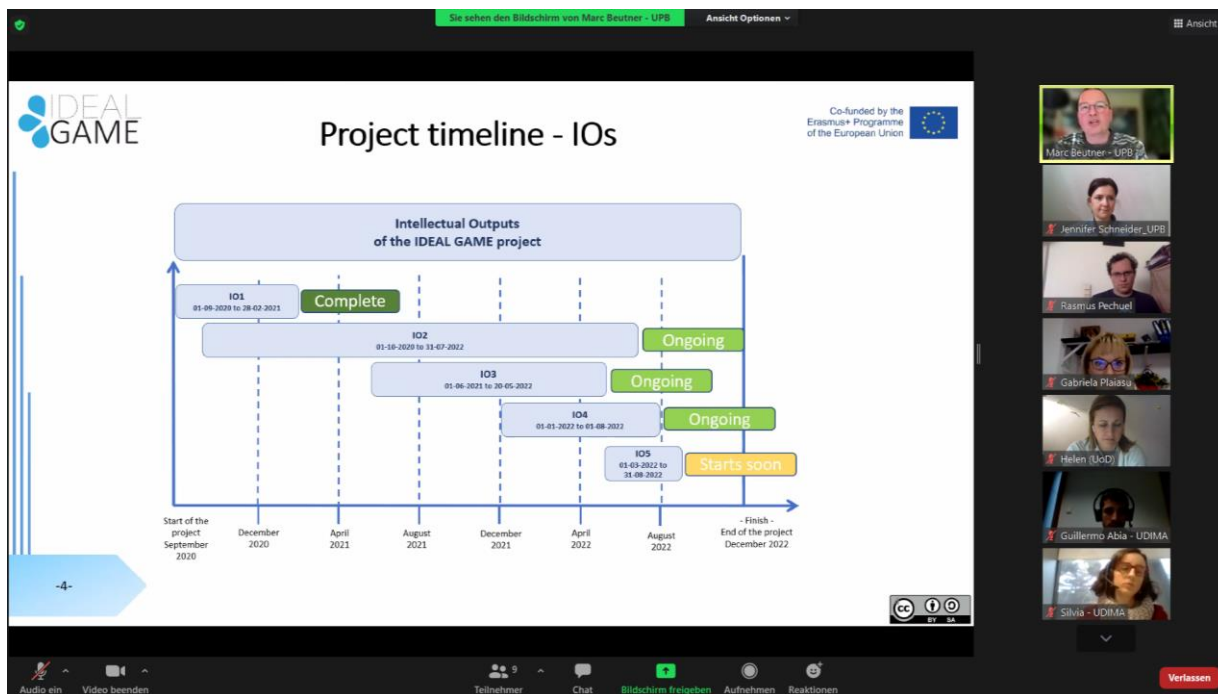 Sie sehen den Bildschirm von Marc Beutner - UPB
Ansicht Optionen
Ansicht
IDEAL
GAME
Project timeline - IOs
Co-funded by the
Erasmus+ Programme
of the European Union
Intellectual Outputs
of the IDEAL GAME project
IO1
01-09-2020 to 28-02-2021
Complete
IO2
01-10-2020 to 31-07-2022
Ongoing
IO3
01-06-2021 to 20-05-2022
Ongoing
IO4
01-01-2022 to 01-08-2022
Ongoing
IO5
01-03-2022 to
31-08-2022
Starts soon
Start of the
project
September
2020
December
2020
April
2021
August
2021
December
2021
April
2022
August
2022
- Finish -
End of the project
December 2022
-4-
cc
BY SA
Marc Beutner - UPB
Jennifer Schneider_UPB
Rasmus Pechuel
Gabriela Plaiasu
Helen (UoD)
Guillermo Abia - UDIMA
Silvia - UDIMA
Audio ein
Video beenden
9
Teilnehmer
Chat
Bildschirm freigeben
Aufnehmen
Reaktionen
Verlassen